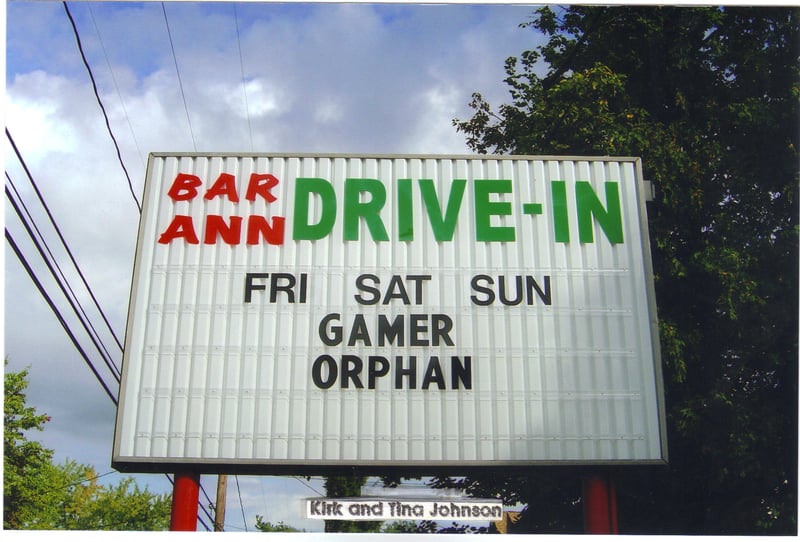 BAR
ANN DRIVE-IN
FRI SAT SUN
GAMER
ORPHAN
Kirk and Tina Johnson